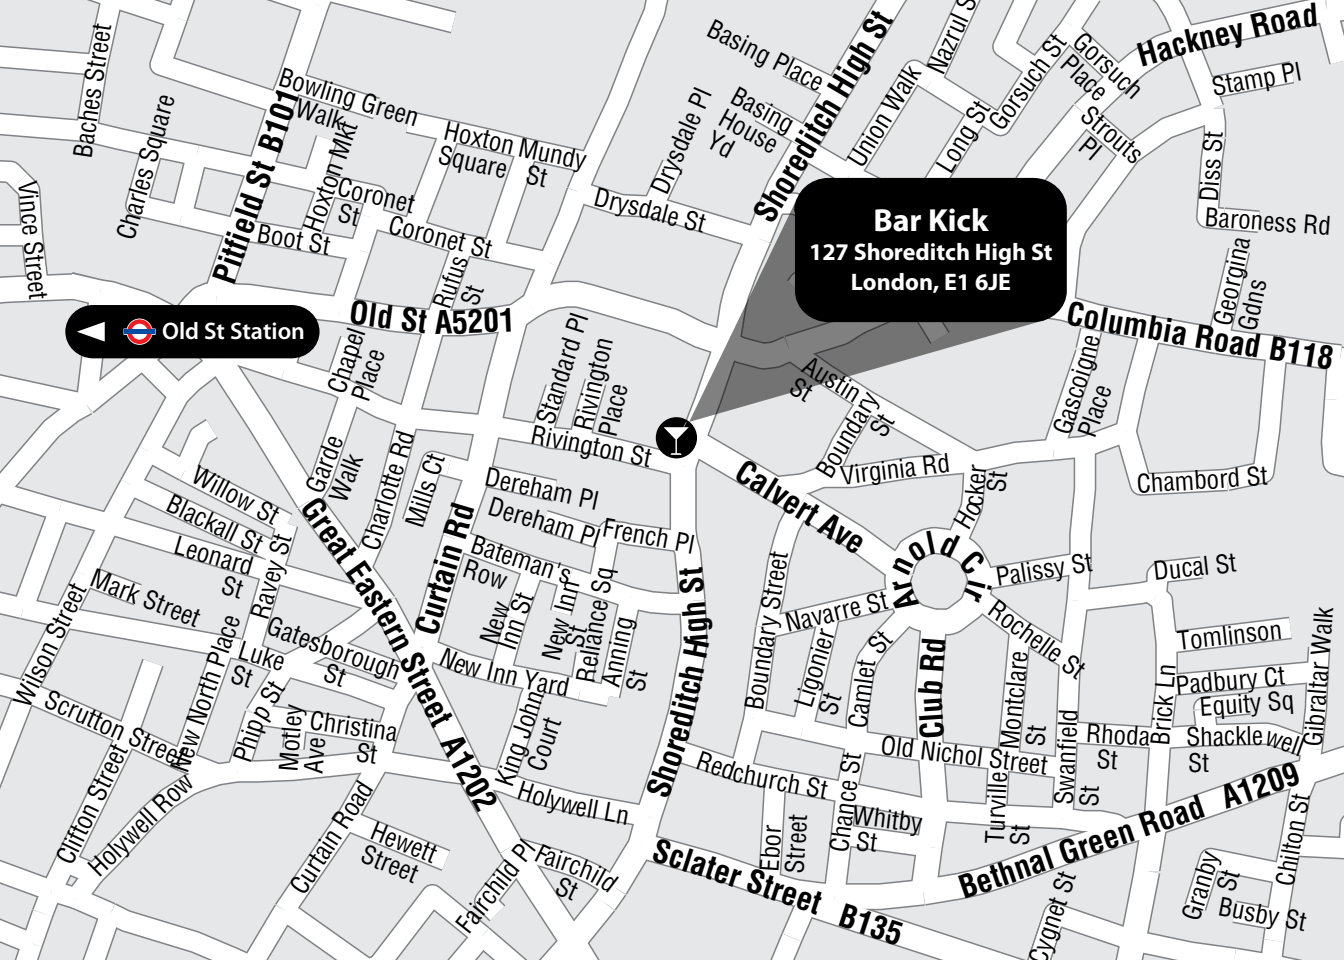 Hackney Road
Shoreditch High St
Nazrul S
Gorsuch St
Gorsuch
Place
Basing Place
Baches Street
Stamp Pl
Bowling Green
Walk
Union Walk
Basing
House
Yd
Drysdale Pl
Pitfield St B101
Charles Square
Hoxton Mkt
Hoxton
Square
Mundy
St
Long St
Strouts
Pl
Diss St
Vince Street
Coronet
St
Drysdale St
Bar Kick
127 Shoreditch High St
London, E1 6JE
Baroness Rd
Boot St
Coronet St
Rufus
St
Georgina
Gdns
Old St Station
Old St A5201
Columbia Road B118
Chapel
Place
Standard Pl
Rivington
Place
Austin
St
Boundary
St
Gascoigne
Place
Rivington St
Garde
Walk
Charlotte Rd
Mills Ct
Virginia Rd
Hocker
St
Chambord St
Calvert Ave
Willow St
Blackall St
Leonard
St
Great Eastern Street A1202
Curtain Rd
Dereham Pl
Dereham Pl
French Pl
Arnold Cir
Bateman's
Row
Ravey St
Mark Street
Palissy St
Ducal St
New
Inn St
New Inn
St
Reliance Sq
Anning
St
Shoreditch High St
Boundary Street
Navarre St
Rochelle St
Wilson Street
New North Place
Gatesborough
St
Luke
St
New Inn Yard
Ligonier
St
Camlet St
Club Rd
Montclare
St
Tomlinson
Gibraltar Walk
Padbury Ct
Equity Sq
Brick Ln
Scrutton Street
Phipp St
Motley
Ave
Christina
St
King John
Court
Old Nichol Street
Swanfield
St
Rhoda
St
Shacklewell
St
Clifton Street
Holywell Row
Redchurch St
Chance St
Turville
St
Bethnal Green Road A1209
Holywell Ln
Curtain Road
Whitby
St
Ebor
Street
Hewett
Street
Fairchild Pl
Fairchild
St
Sclater Street B135
Cygnet St
Granby
St
Busby St
Chilton St